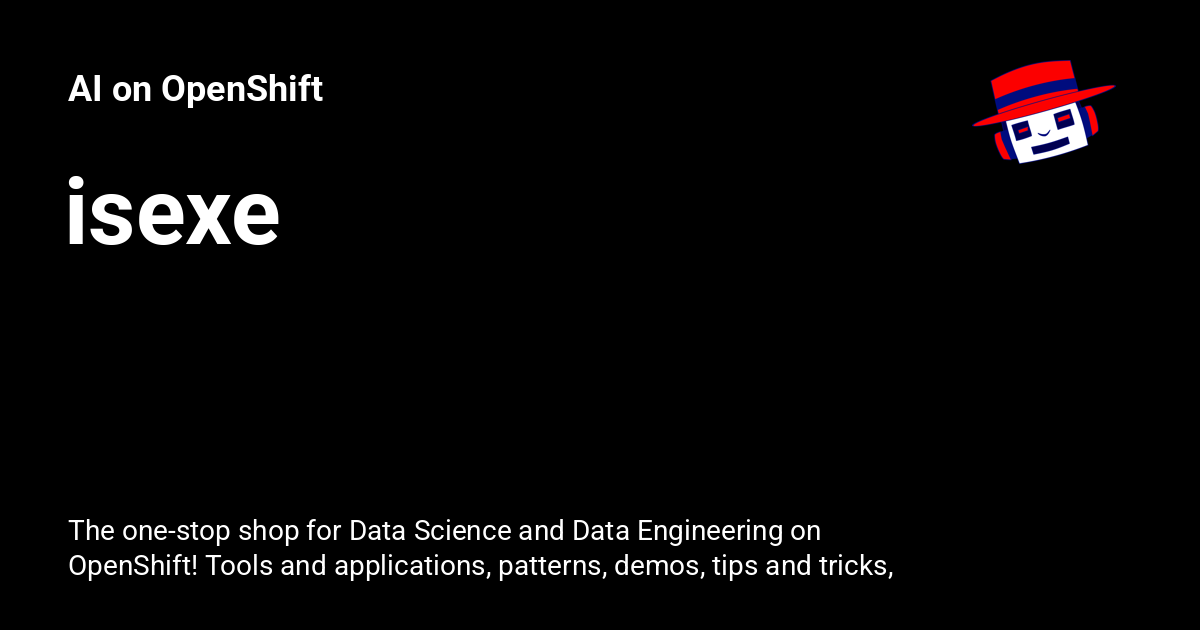 AI on OpenShift
isexe
The one-stop shop for Data Science and Data Engineering on
OpenShift! Tools and applications, patterns, demos, tips and tricks,